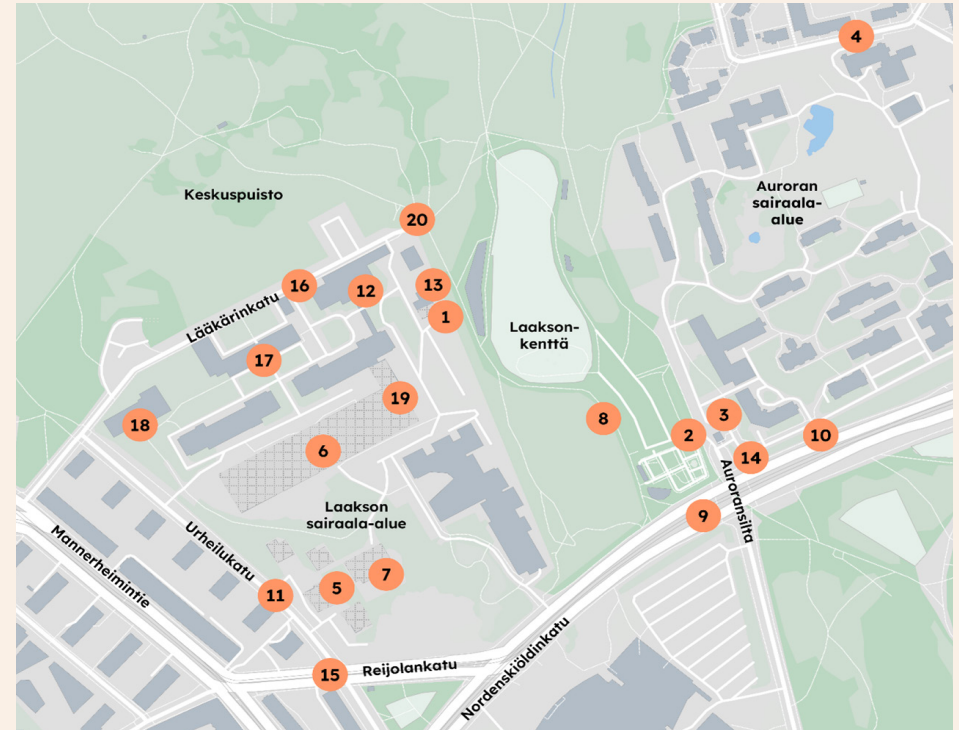 4
Keskuspuisto
Auroran
sairaala-
alue
20
16
12
13
1
Lääkärinkatu
Laakson-
kenttä
17
19
18
8
3
2
10
6
14
Auroransilta
Laakson
sairaala-alue
9
Urheilukatu
Mannerheimintie
7
5
11
15
Reijolankatu
Nordenskiöldinkatu